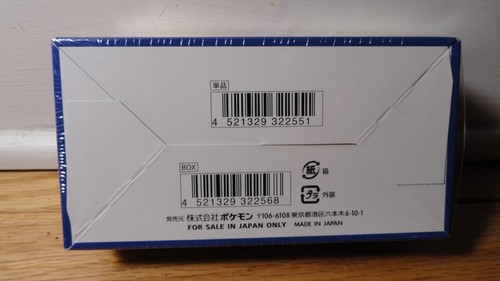 単品
4 521329 322551
BOX
4 521329 322568
紙 箱
プラ 外装
発売元 株式会社ポケモン 〒106-6108 東京都港区六本木6-10-1
FOR SALE IN JAPAN ONLY MADE IN JAPAN